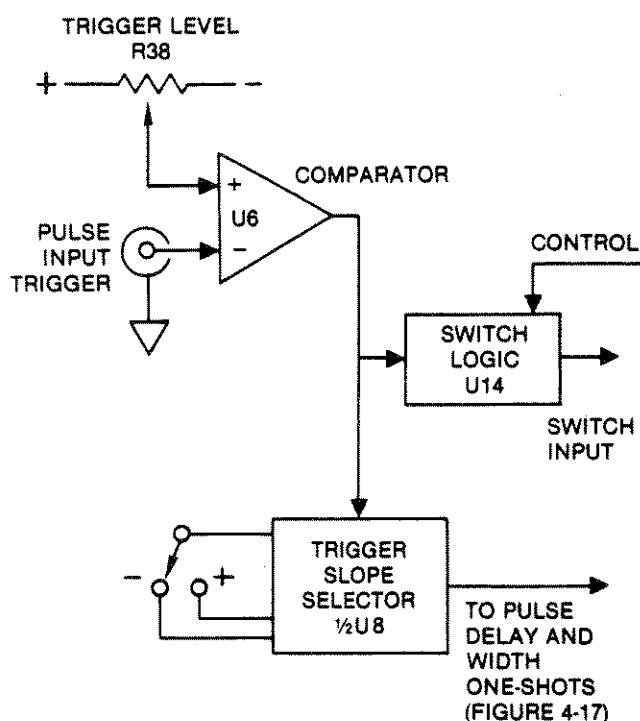 TRIGGER LEVEL
R38
+ -
+
U6
-
COMPARATOR
PULSE
INPUT
TRIGGER
CONTROL
SWITCH
LOGIC
U14
SWITCH
INPUT
- +
TRIGGER
SLOPE
SELECTOR
½U8
TO PULSE
DELAY AND
WIDTH
ONE-SHOTS
(FIGURE 4-17)